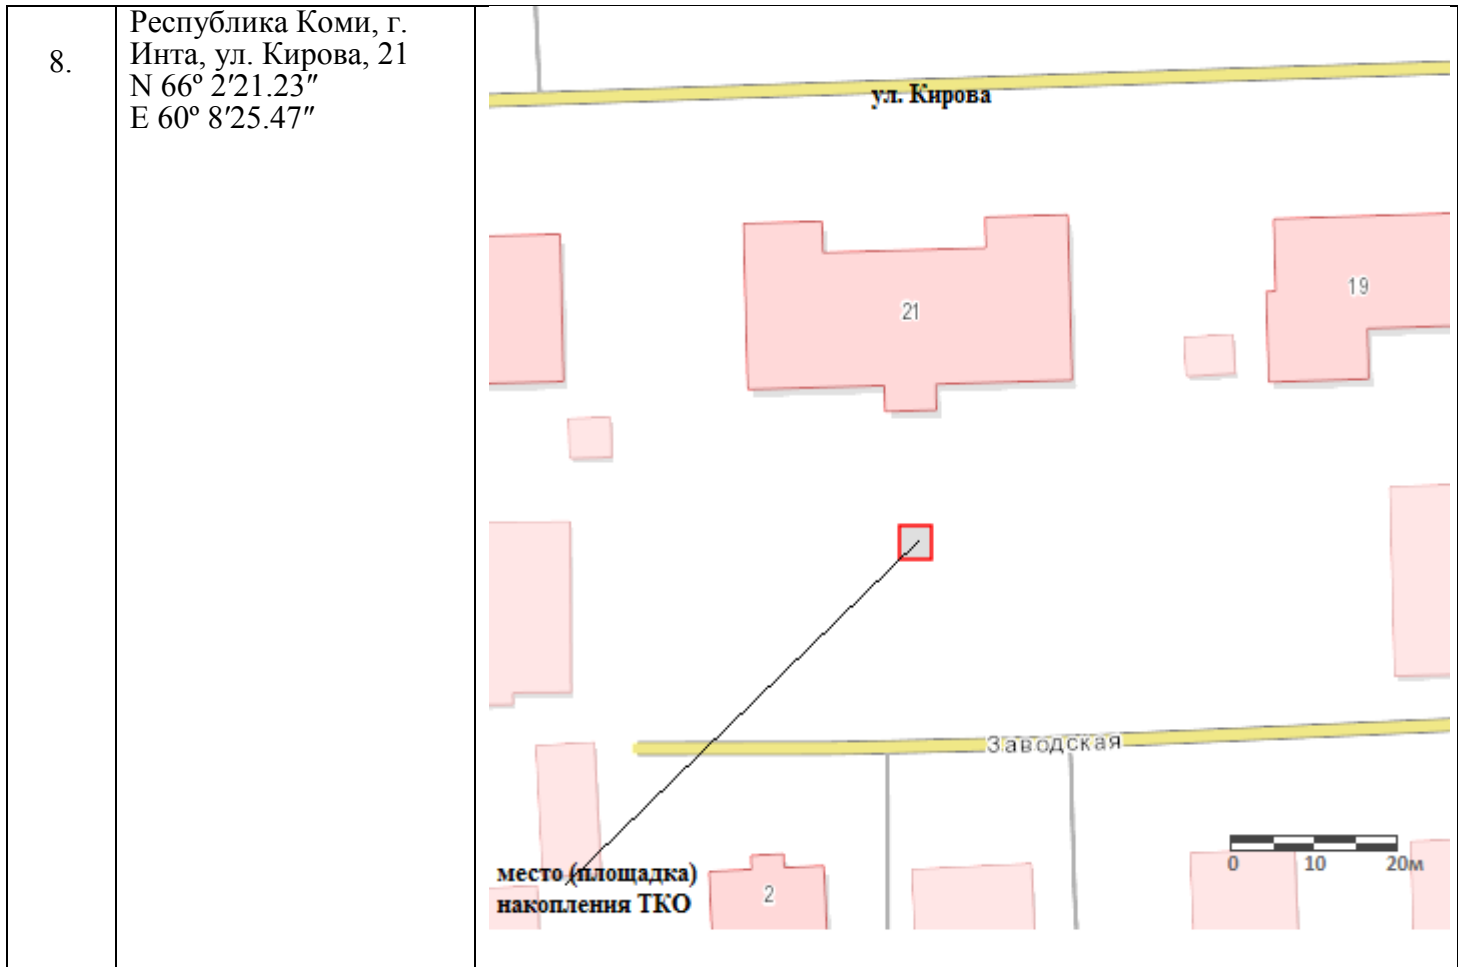 8.
Республика Коми, г.
Инта, ул. Кирова, 21
N 66º 2′21.23″
E 60º 8′25.47″
ул. Кирова
21
19
Заводская
0 10 20м
место (площадка)
накопления ТКО
2